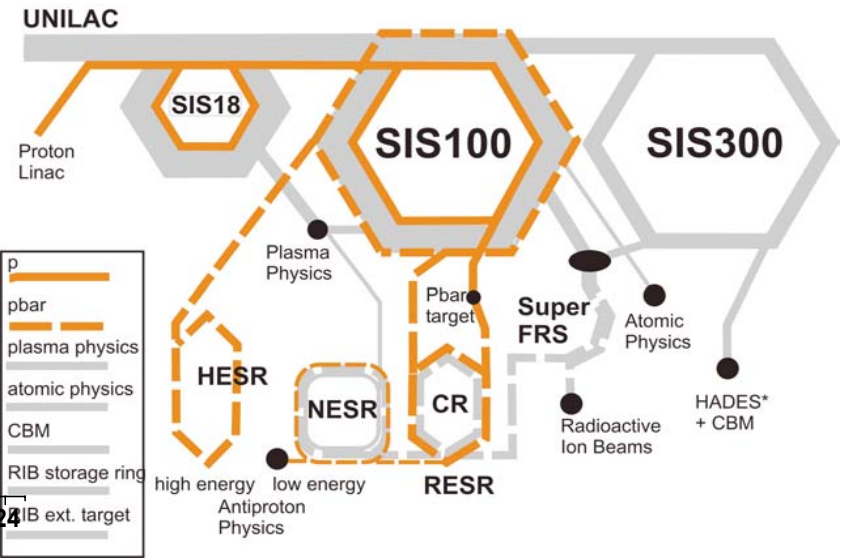 UNILAC
SIS18
SIS100
SIS300
Proton
Linac
Plasma
Physics
p
pbar
plasma physics
atomic physics
CBM
RIB storage ring
RIB ext. target
24
HESR
NESR
CR
Pbar
target
Super
FRS
Atomic
Physics
HADES*
+ CBM
Radioactive
Ion Beams
RESR
high energy
low energy
Antiproton
Physics